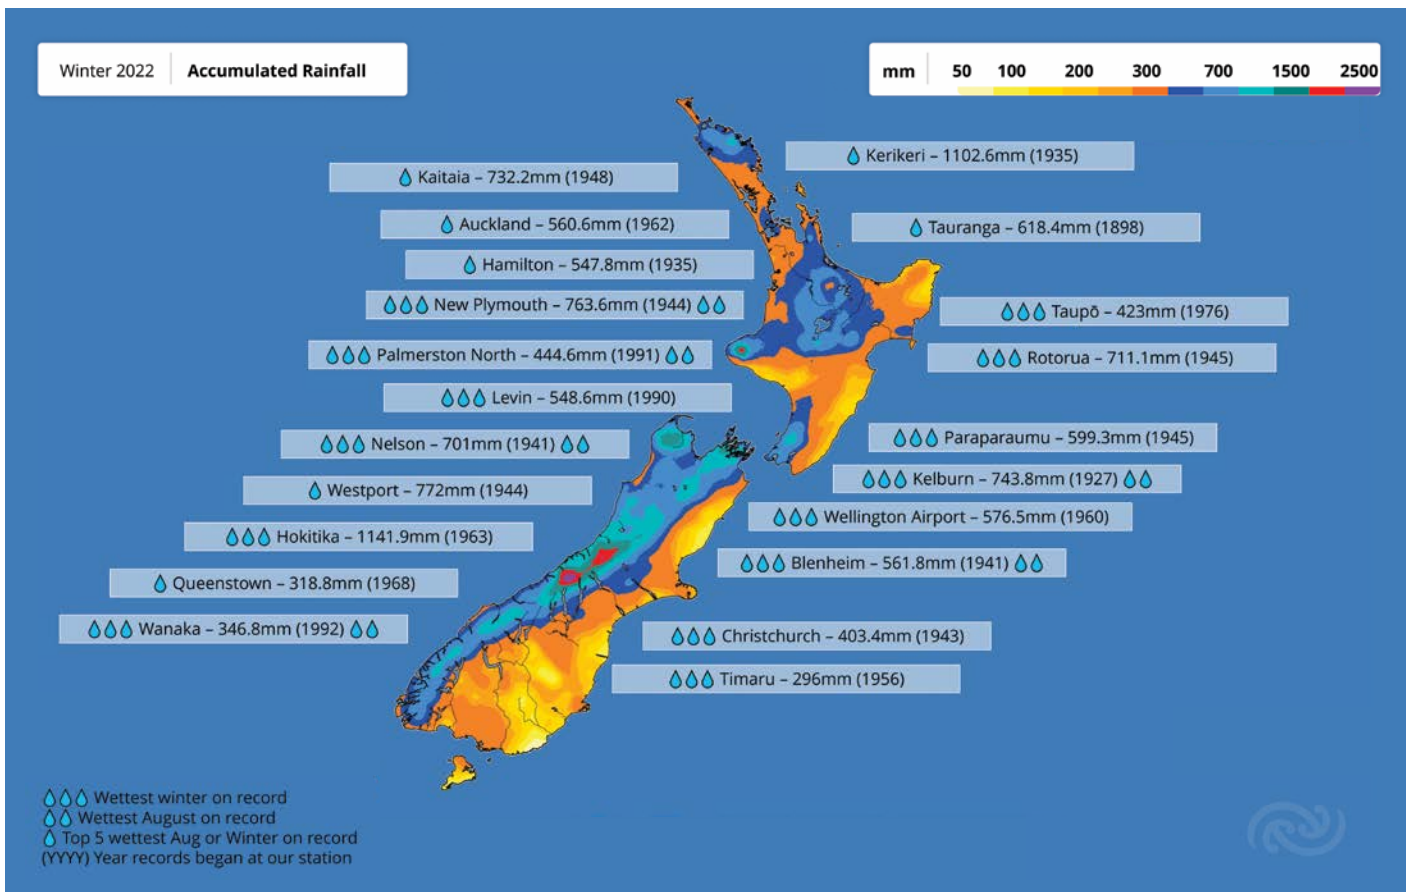 Winter 2022 Accumulated Rainfall
mm 50 100 200 300 700 1500 2500
Kerikeri – 1102.6mm (1935)
Kaitaia – 732.2mm (1948)
Auckland – 560.6mm (1962)
Tauranga – 618.4mm (1898)
Hamilton – 547.8mm (1935)
New Plymouth – 763.6mm (1944)
Taupō – 423mm (1976)
Palmerston North – 444.6mm (1991)
Rotorua – 711.1mm (1945)
Levin – 548.6mm (1990)
Nelson – 701mm (1941)
Paraparaumu – 599.3mm (1945)
Kelburn – 743.8mm (1927)
Westport – 772mm (1944)
Wellington Airport – 576.5mm (1960)
Hokitika – 1141.9mm (1963)
Blenheim – 561.8mm (1941)
Queenstown – 318.8mm (1968)
Wanaka – 346.8mm (1992)
Christchurch – 403.4mm (1943)
Timaru – 296mm (1956)
Wettest winter on record
Wettest August on record
Top 5 wettest Aug or Winter on record
(YYYY) Year records began at our station